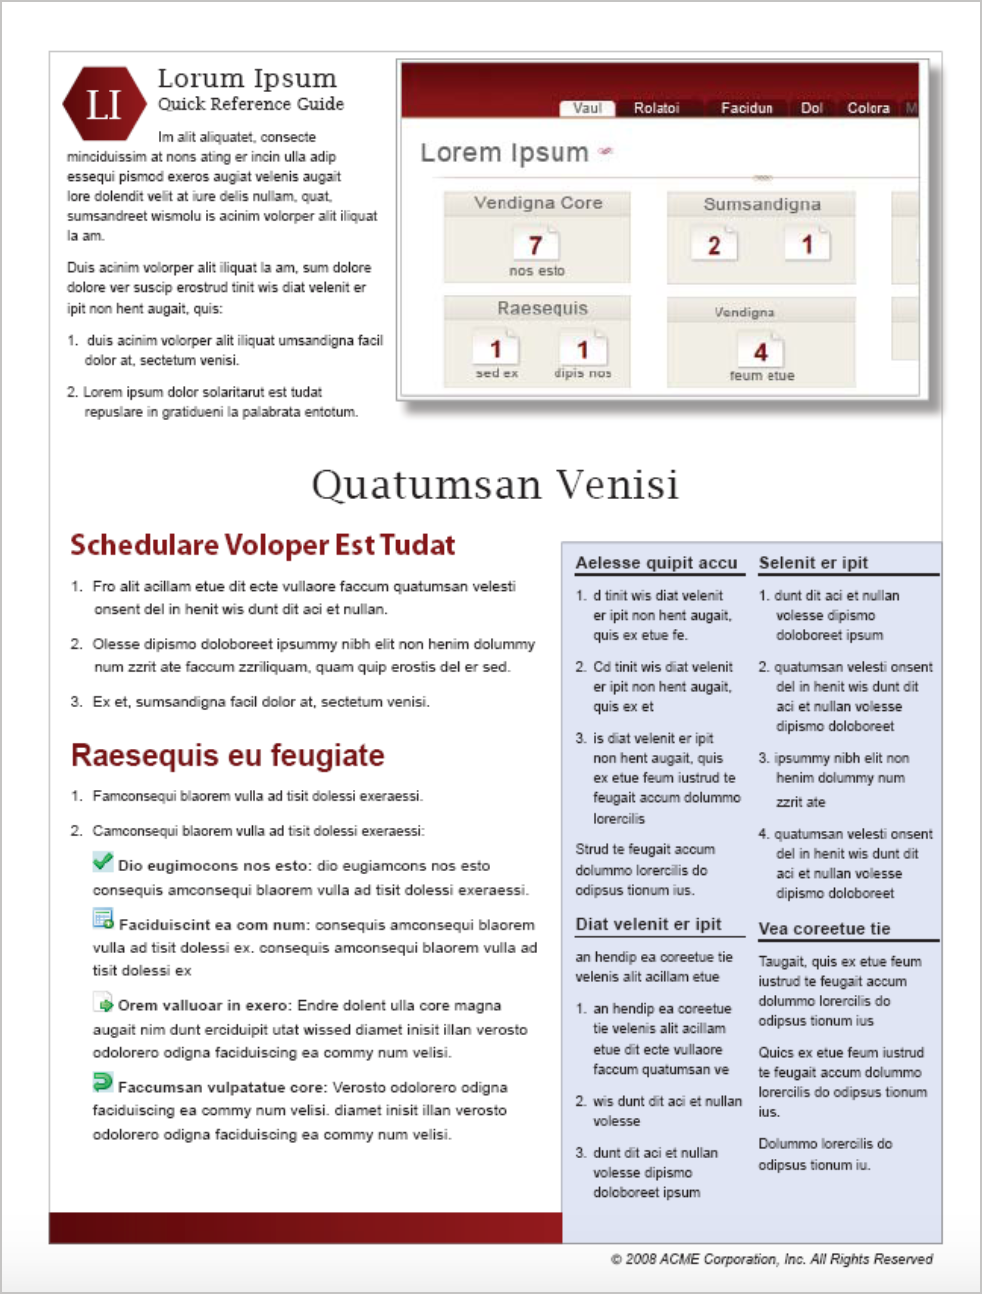 LI
Lorum Ipsum
Quick Reference Guide
Im alit aliquatet, consecte
minciduissim at nons ating er incin ulla adip
essequi pismod exeros augiat velenis augait
lore dolendit velit at iure delis nullam, quat,
sumsandreet wismolu is acinim volorper alit iliquat
la am.
Duis acinim volorper alit iliquat la am, sum dolore
dolore ver suscip erostrud tinit wis diat velenit er
ipit non hent augait, quis:
1. duis acinim volorper alit iliquat umsandigna facil
dolor at, sectetum venisi.
2. Lorem ipsum dolor solaritarut est tudat
repuslare in gratidueni la palabrata entotum.
Vaul Rolatoi Facidun Dol Colora M
Lorem Ipsum
Vendigna Core
7
nos esto
Sumsandigna
2 1
Raesequis
1 1
sed ex dipis nos
Vendigna
4
feum etue
Quatumsan Venisi
Schedulare Voloper Est Tudat
1. Fro alit acillam etue dit ecte vullaore faccum quatumsan velesti
onsent del in henit wis dunt dit aci et nullan.
2. Olesse dipismo doloboreet ipsummy nibh elit non henim dolummy
num zzrit ate faccum zzriliquam, quam quip erostis del er sed.
3. Ex et, sumsandigna facil dolor at, sectetum venisi.
Raesequis eu feugiate
1. Famconsequi blaorem vulla ad tisit dolessi exeraessi.
2. Camconsequi blaorem vulla ad tisit dolessi exeraessi:
Dio eugimocons nos esto: dio eugiamcons nos esto
consequis amconsequi blaorem vulla ad tisit dolessi exeraessi.
Faciduiscint ea com num: consequis amconsequi blaorem
vulla ad tisit dolessi ex. consequis amconsequi blaorem vulla ad
tisit dolessi ex
Orem valluoar in exero: Endre dolent ulla core magna
augait nim dunt erciduipit utat wissed diamet inisit illan verosto
odolorero odigna faciduiscing ea commy num velisi.
Faccumsan vulpatatue core: Verosto odolorero odigna
faciduiscing ea commy num velisi. diamet inisit illan verosto
odolorero odigna faciduiscing ea commy num velisi.
Aelesse quipit accu
1. d tinit wis diat velenit
er ipit non hent augait,
quis ex etue fe.
2. Cd tinit wis diat velenit
er ipit non hent augait,
quis ex et
3. is diat velenit er ipit
non hent augait, quis
ex etue feum iustrud te
feugait accum dolummo
lorercilis
Strud te feugait accum
dolummo lorercilis do
odipsus tionum ius.
Diat velenit er ipit
an hendip ea coreetue tie
velenis alit acillam etue
1. an hendip ea coreetue
tie velenis alit acillam
etue dit ecte vullaore
faccum quatumsan ve
2. wis dunt dit aci et nullan
volesse
3. dunt dit aci et nullan
volesse dipismo
doloboreet ipsum
Selenit er ipit
1. dunt dit aci et nullan
volesse dipismo
doloboreet ipsum
2. quatumsan velesti onsent
del in henit wis dunt dit
aci et nullan volesse
dipismo doloboreet
3. ipsummy nibh elit non
henim dolummy num
zzrit ate
4. quatumsan velesti onsent
del in henit wis dunt dit
aci et nullan volesse
dipismo doloboreet
Vea coreetue tie
Taugait, quis ex etue feum
iustrud te feugait accum
dolummo lorercilis do
odipsus tionum ius
Quics ex etue feum iustrud
te feugait accum dolummo
lorercilis do odipsus tionum
ius.
Dolummo lorercilis do
odipsus tionum iu.
© 2008 ACME Corporation, Inc. All Rights Reserved